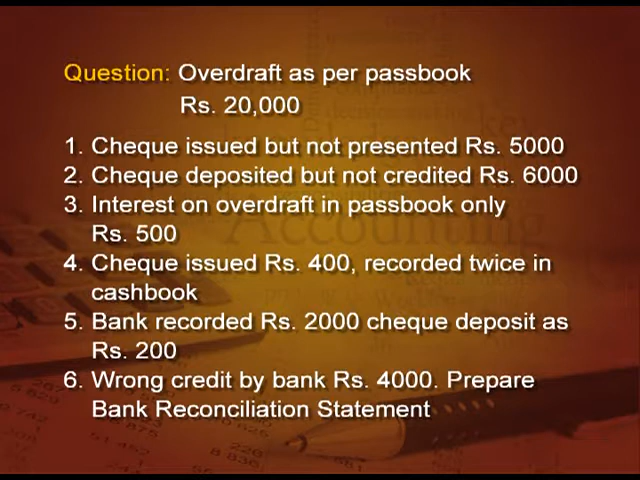 Question: Overdraft as per passbook
Rs. 20,000
1. Cheque issued but not presented Rs. 5000
2. Cheque deposited but not credited Rs. 6000
3. Interest on overdraft in passbook only
Rs. 500
4. Cheque issued Rs. 400, recorded twice in
cashbook
5. Bank recorded Rs. 2000 cheque deposit as
Rs. 200
6. Wrong credit by bank Rs. 4000. Prepare
Bank Reconciliation Statement
Accounting